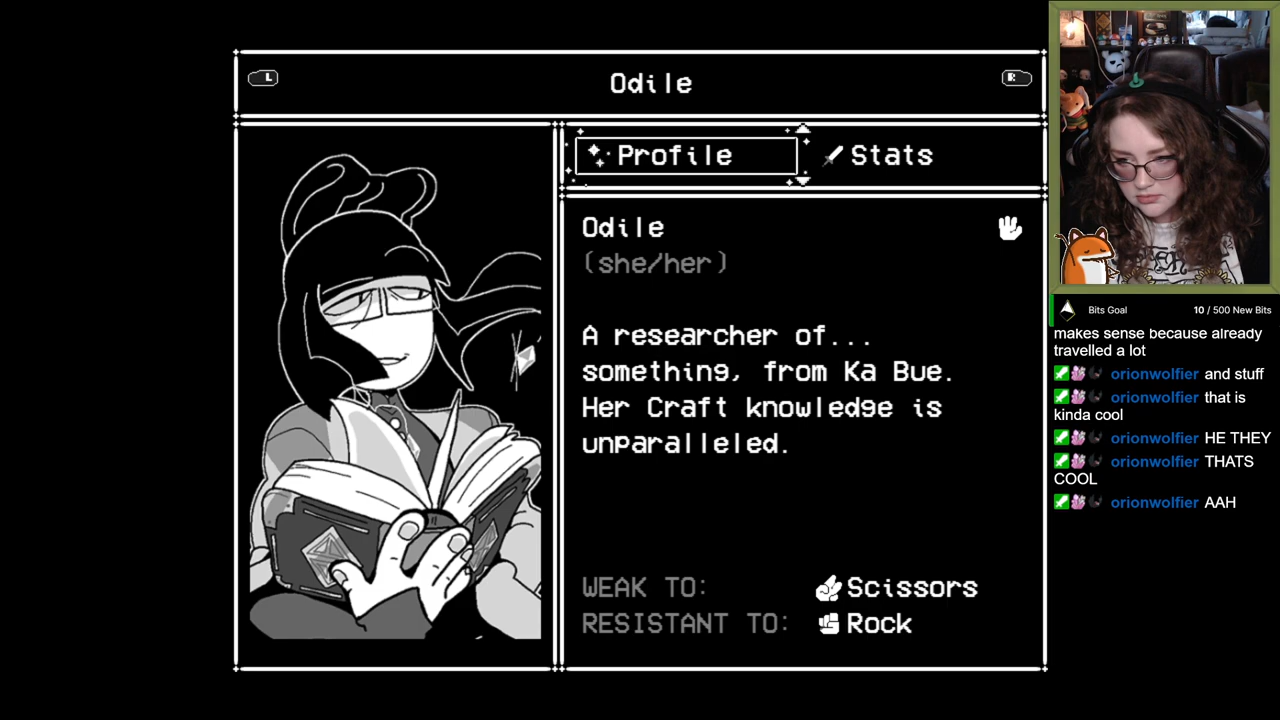 L
Odile
R
Profile
Stats
Odile
(she/her)
A researcher of...
something, from Ka Bue.
Her Craft knowledge is
unparalleled.
WEAK TO:
Scissors
RESISTANT TO:
Rock
Bits Goal
10 / 500 New Bits
makes sense because already
travelled a lot
orionwolfier and stuff
orionwolfier that is
kinda cool
orionwolfier HE THEY
orionwolfier THATS
COOL
orionwolfier AAH